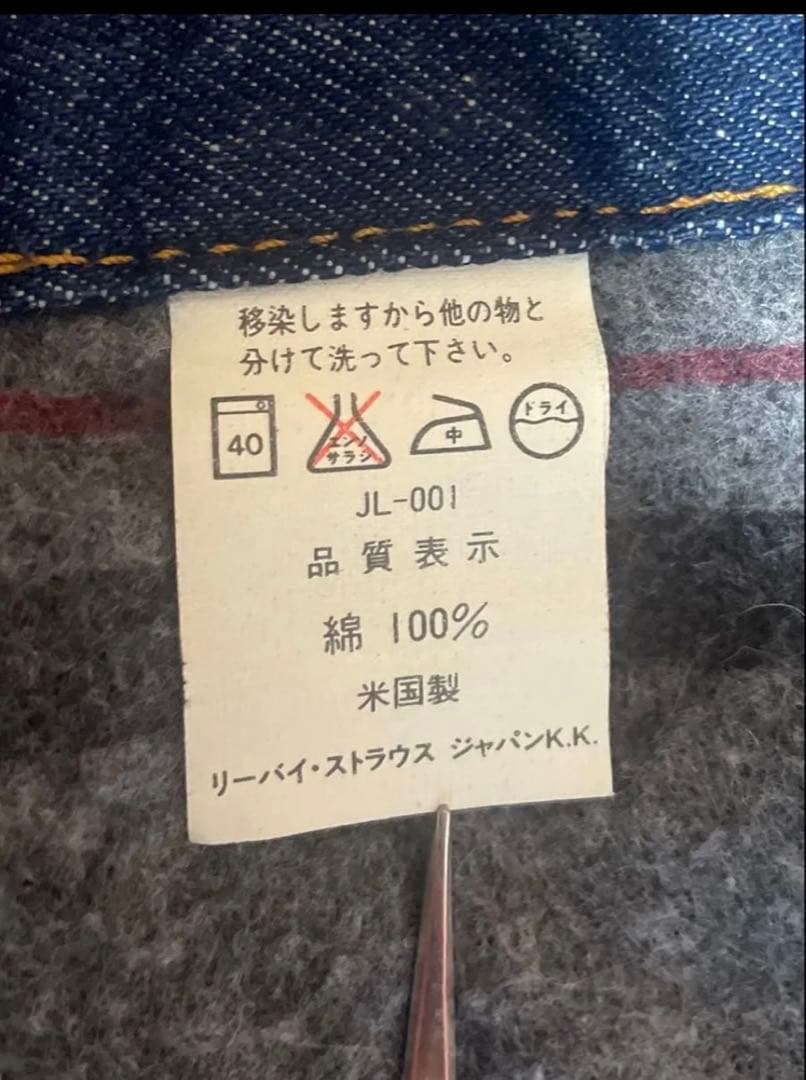 移染しますから他の物と
分けて洗って下さい。
40 エンソ サラシ 中 ドライ
JL-001
品質表示
綿 100%
米国製
リーバイ・ストラウス ジャパンK.K.